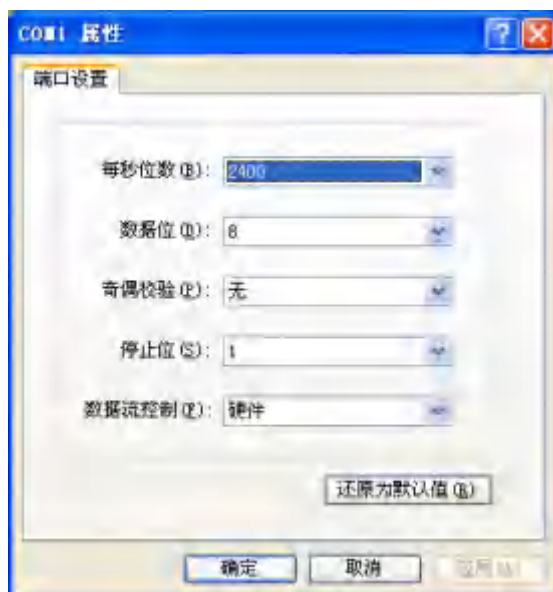 COM1 属性
端口设置
每秒位数(B): 2400
数据位(D): 8
奇偶校验(P): 无
停止位(S): 1
数据流控制(F): 硬件
还原为默认值(R)
确定 取消 应用(A)